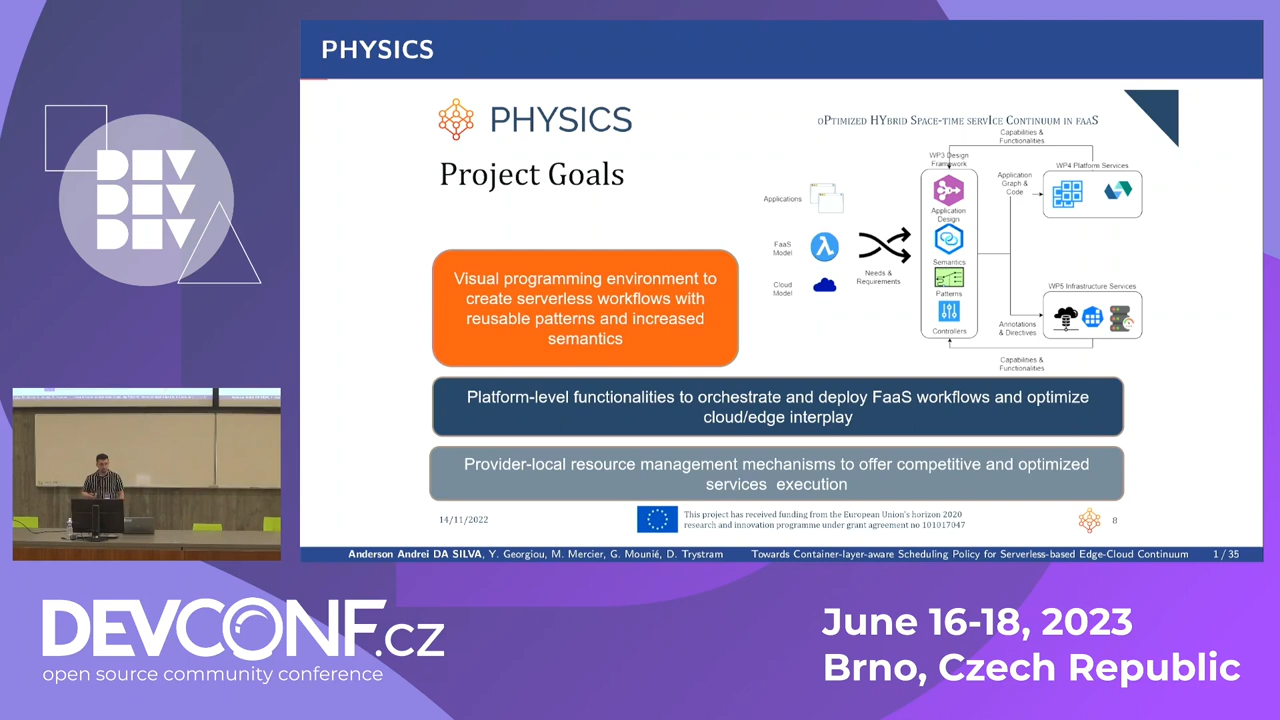 PHYSICS
PHYSICS
oPtimized HYbrid Space-time servIce Continuum in faaS
Project Goals
Capabilities &
Functionalities
WP3 Design
Framework
WP4 Platform Services
Application
Graph &
Code
Applications
Application
Design
FaaS
Model
Needs &
Requirements
Semantics
Cloud
Model
Patterns
WP5 Infrastructure Services
Controllers
Annotations
& Directives
Capabilities &
Functionalities
Visual programming environment to
create serverless workflows with
reusable patterns and increased
semantics
Platform-level functionalities to orchestrate and deploy FaaS workflows and optimize
cloud/edge interplay
Provider-local resource management mechanisms to offer competitive and optimized
services execution
14/11/2022
This project has received funding from the European Union's horizon 2020
research and innovation programme under grant agreement no 101017047
8
Anderson Andrei DA SILVA, Y. Georgiou, M. Mercier, G. Mounié, D. Trystram
Towards Container-layer-aware Scheduling Policy for Serverless-based Edge-Cloud Continuum
1 / 35
DEV
DEV
DEV
DEVCONF.cz
open source community conference
June 16-18, 2023
Brno, Czech Republic